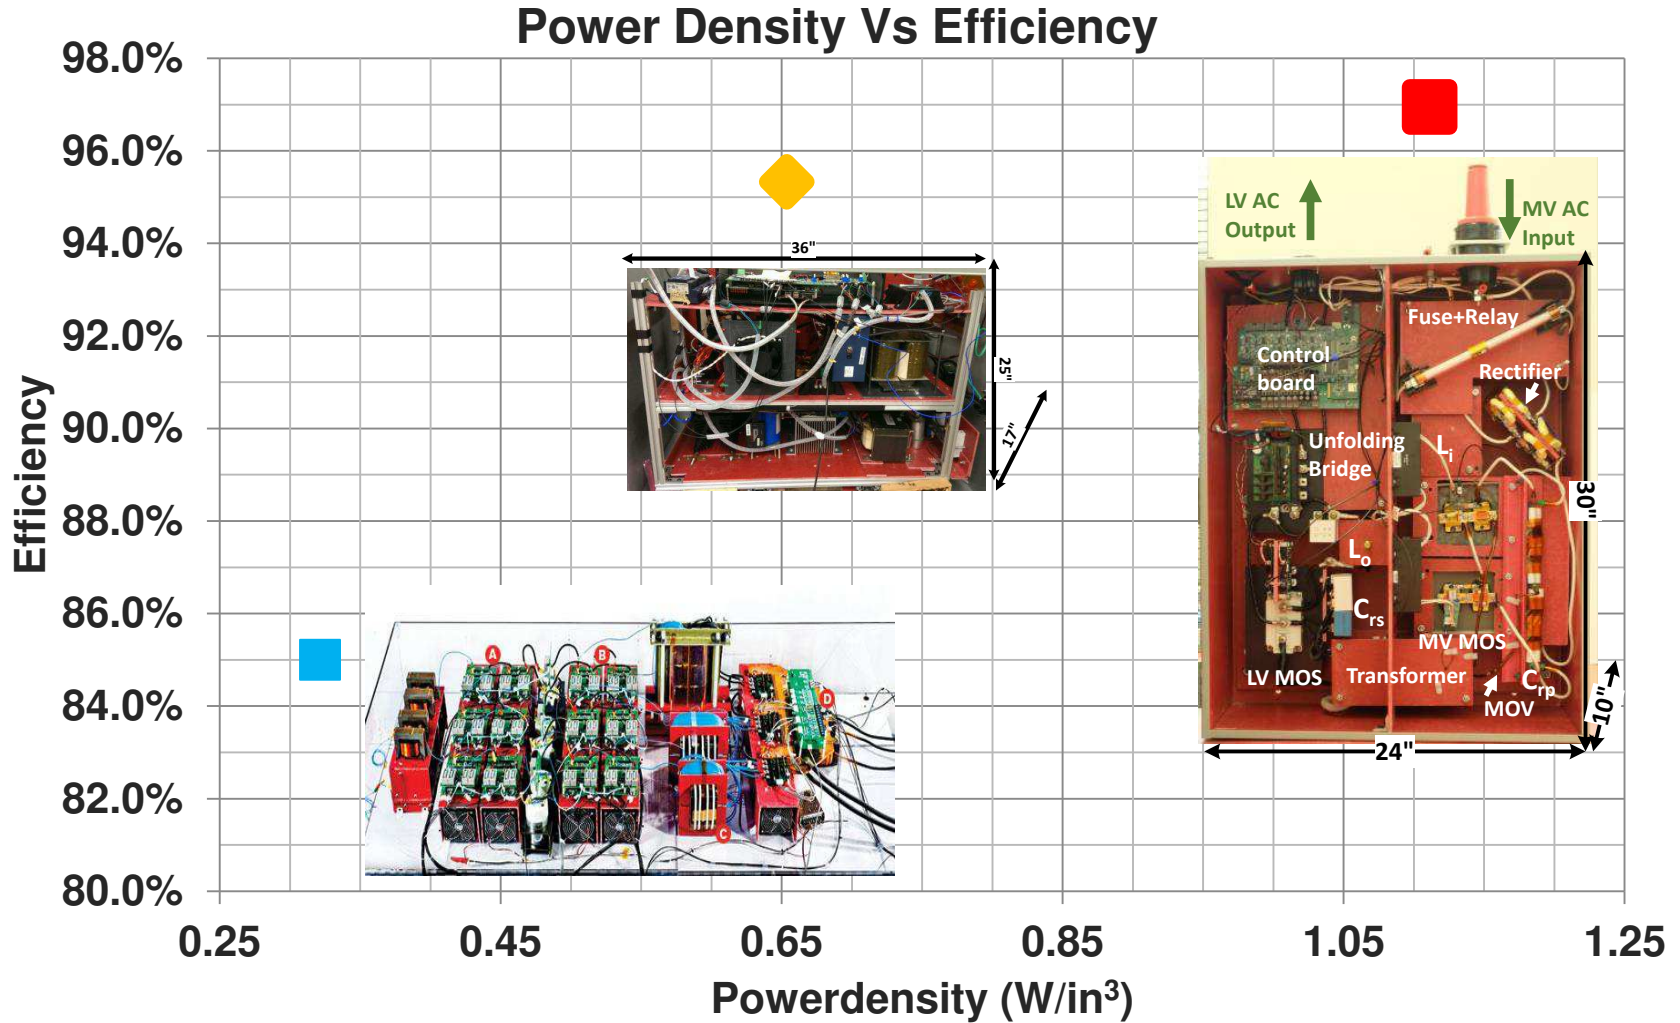 Power Density Vs Efficiency
98.0%
96.0%
94.0%
92.0%
90.0%
88.0%
86.0%
84.0%
82.0%
80.0%
Efficiency
0.25
0.45
0.65
0.85
1.05
1.25
Powerdensity (W/in³)
36"
25"
17"
A
B
C
D
LV AC
Output
MV AC
Input
Fuse+Relay
Control
board
Rectifier
Unfolding
Bridge
Li
Lo
Crs
MV MOS
LV MOS
Transformer
Crp
MOV
30"
10"
24"